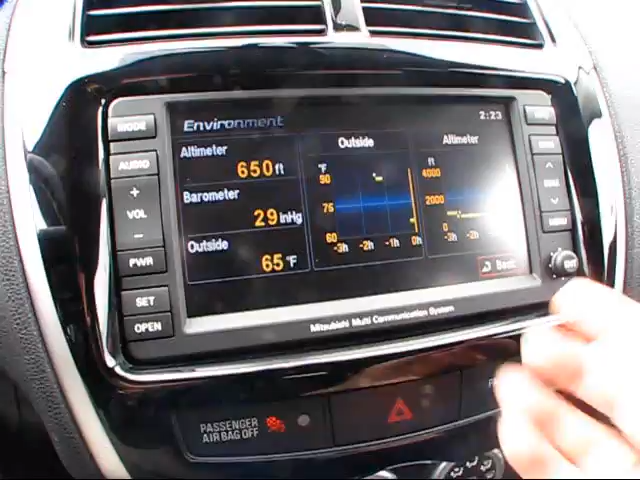 Environment 2:23
Altimeter
650 ft
Barometer
29 inHg
Outside
65 °F
Outside
°F
90
75
60
-3h -2h -1h 0h
Altimeter
ft
4000
2000
0
-3h -2h
Back
MODE
AUDIO
+
VOL
-
PWR
SET
OPEN
MENU
Mitsubishi Multi Communication System
PASSENGER
AIR BAG OFF